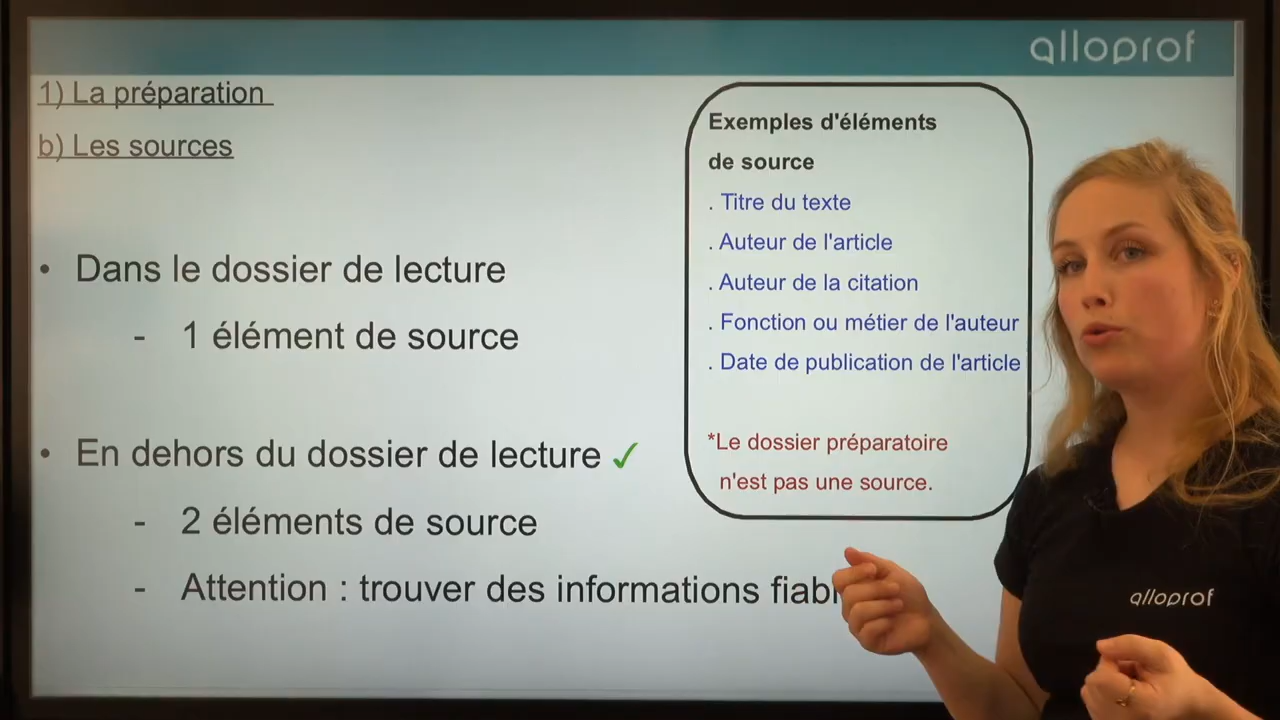 alloprof
1) La préparation
b) Les sources
• Dans le dossier de lecture
- 1 élément de source
• En dehors du dossier de lecture ✓
- 2 éléments de source
- Attention : trouver des informations
Exemples d'éléments
de source
. Titre du texte
. Auteur de l'article
. Auteur de la citation
. Fonction ou métier de l'auteur
. Date de publication de l'article
*Le dossier préparatoire
n'est pas une source.
alloprof